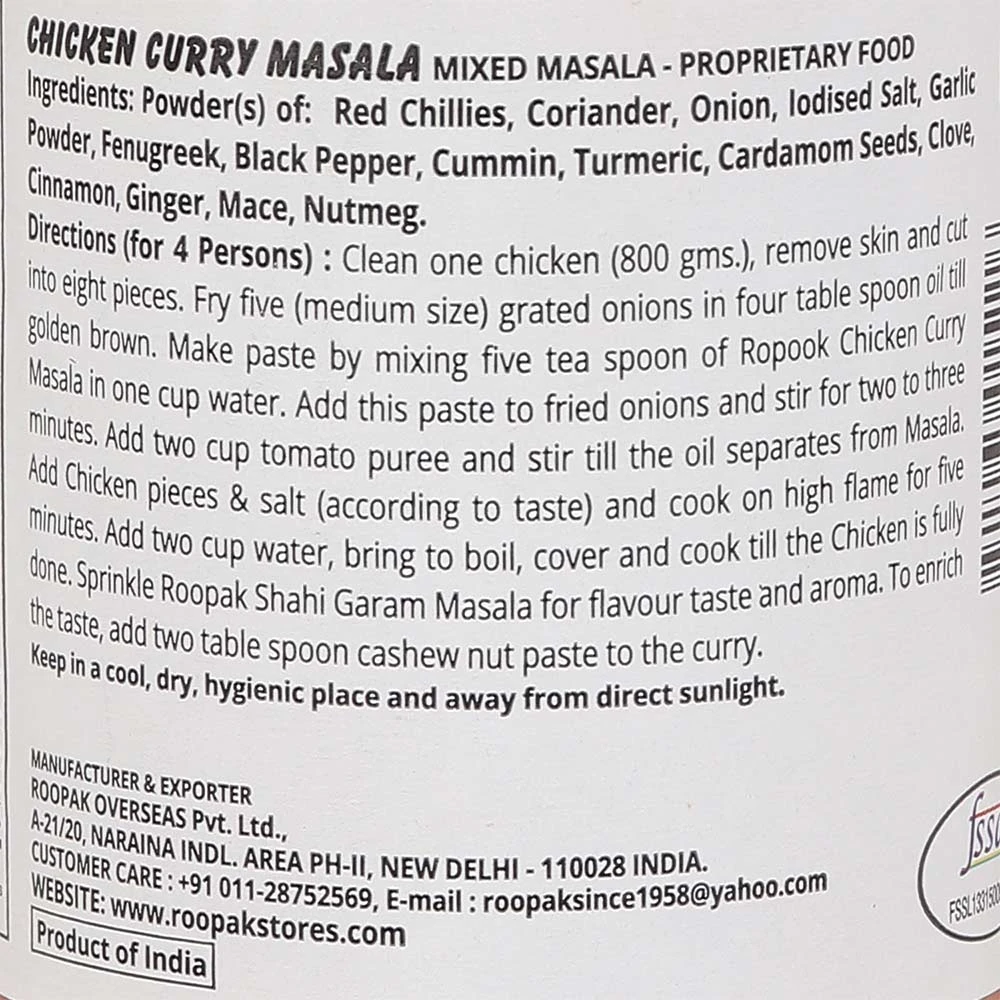 CHICKEN CURRY MASALA MIXED MASALA - PROPRIETARY FOOD
Ingredients: Powder(s) of: Red Chillies, Coriander, Onion, Iodised Salt, Garlic
Powder, Fenugreek, Black Pepper, Cummin, Turmeric, Cardamom Seeds, Clove,
Cinnamon, Ginger, Mace, Nutmeg.
Directions (for 4 Persons) : Clean one chicken (800 gms.), remove skin and cut
into eight pieces. Fry five (medium size) grated onions in four table spoon oil till
golden brown. Make paste by mixing five tea spoon of Ropook Chicken Curry
Masala in one cup water. Add this paste to fried onions and stir for two to three
minutes. Add two cup tomato puree and stir till the oil separates from Masala.
Add Chicken pieces & salt (according to taste) and cook on high flame for five
minutes. Add two cup water, bring to boil, cover and cook till the Chicken is fully
done. Sprinkle Roopak Shahi Garam Masala for flavour taste and aroma. To enrich
the taste, add two table spoon cashew nut paste to the curry.
Keep in a cool, dry, hygienic place and away from direct sunlight.
MANUFACTURER & EXPORTER
ROOPAK OVERSEAS Pvt. Ltd.,
A-21/20, NARAINA INDL. AREA PH-II, NEW DELHI - 110028 INDIA.
CUSTOMER CARE : +91 011-28752569, E-mail : roopaksince1958@yahoo.com
WEBSITE: www.roopakstores.com
Product of India